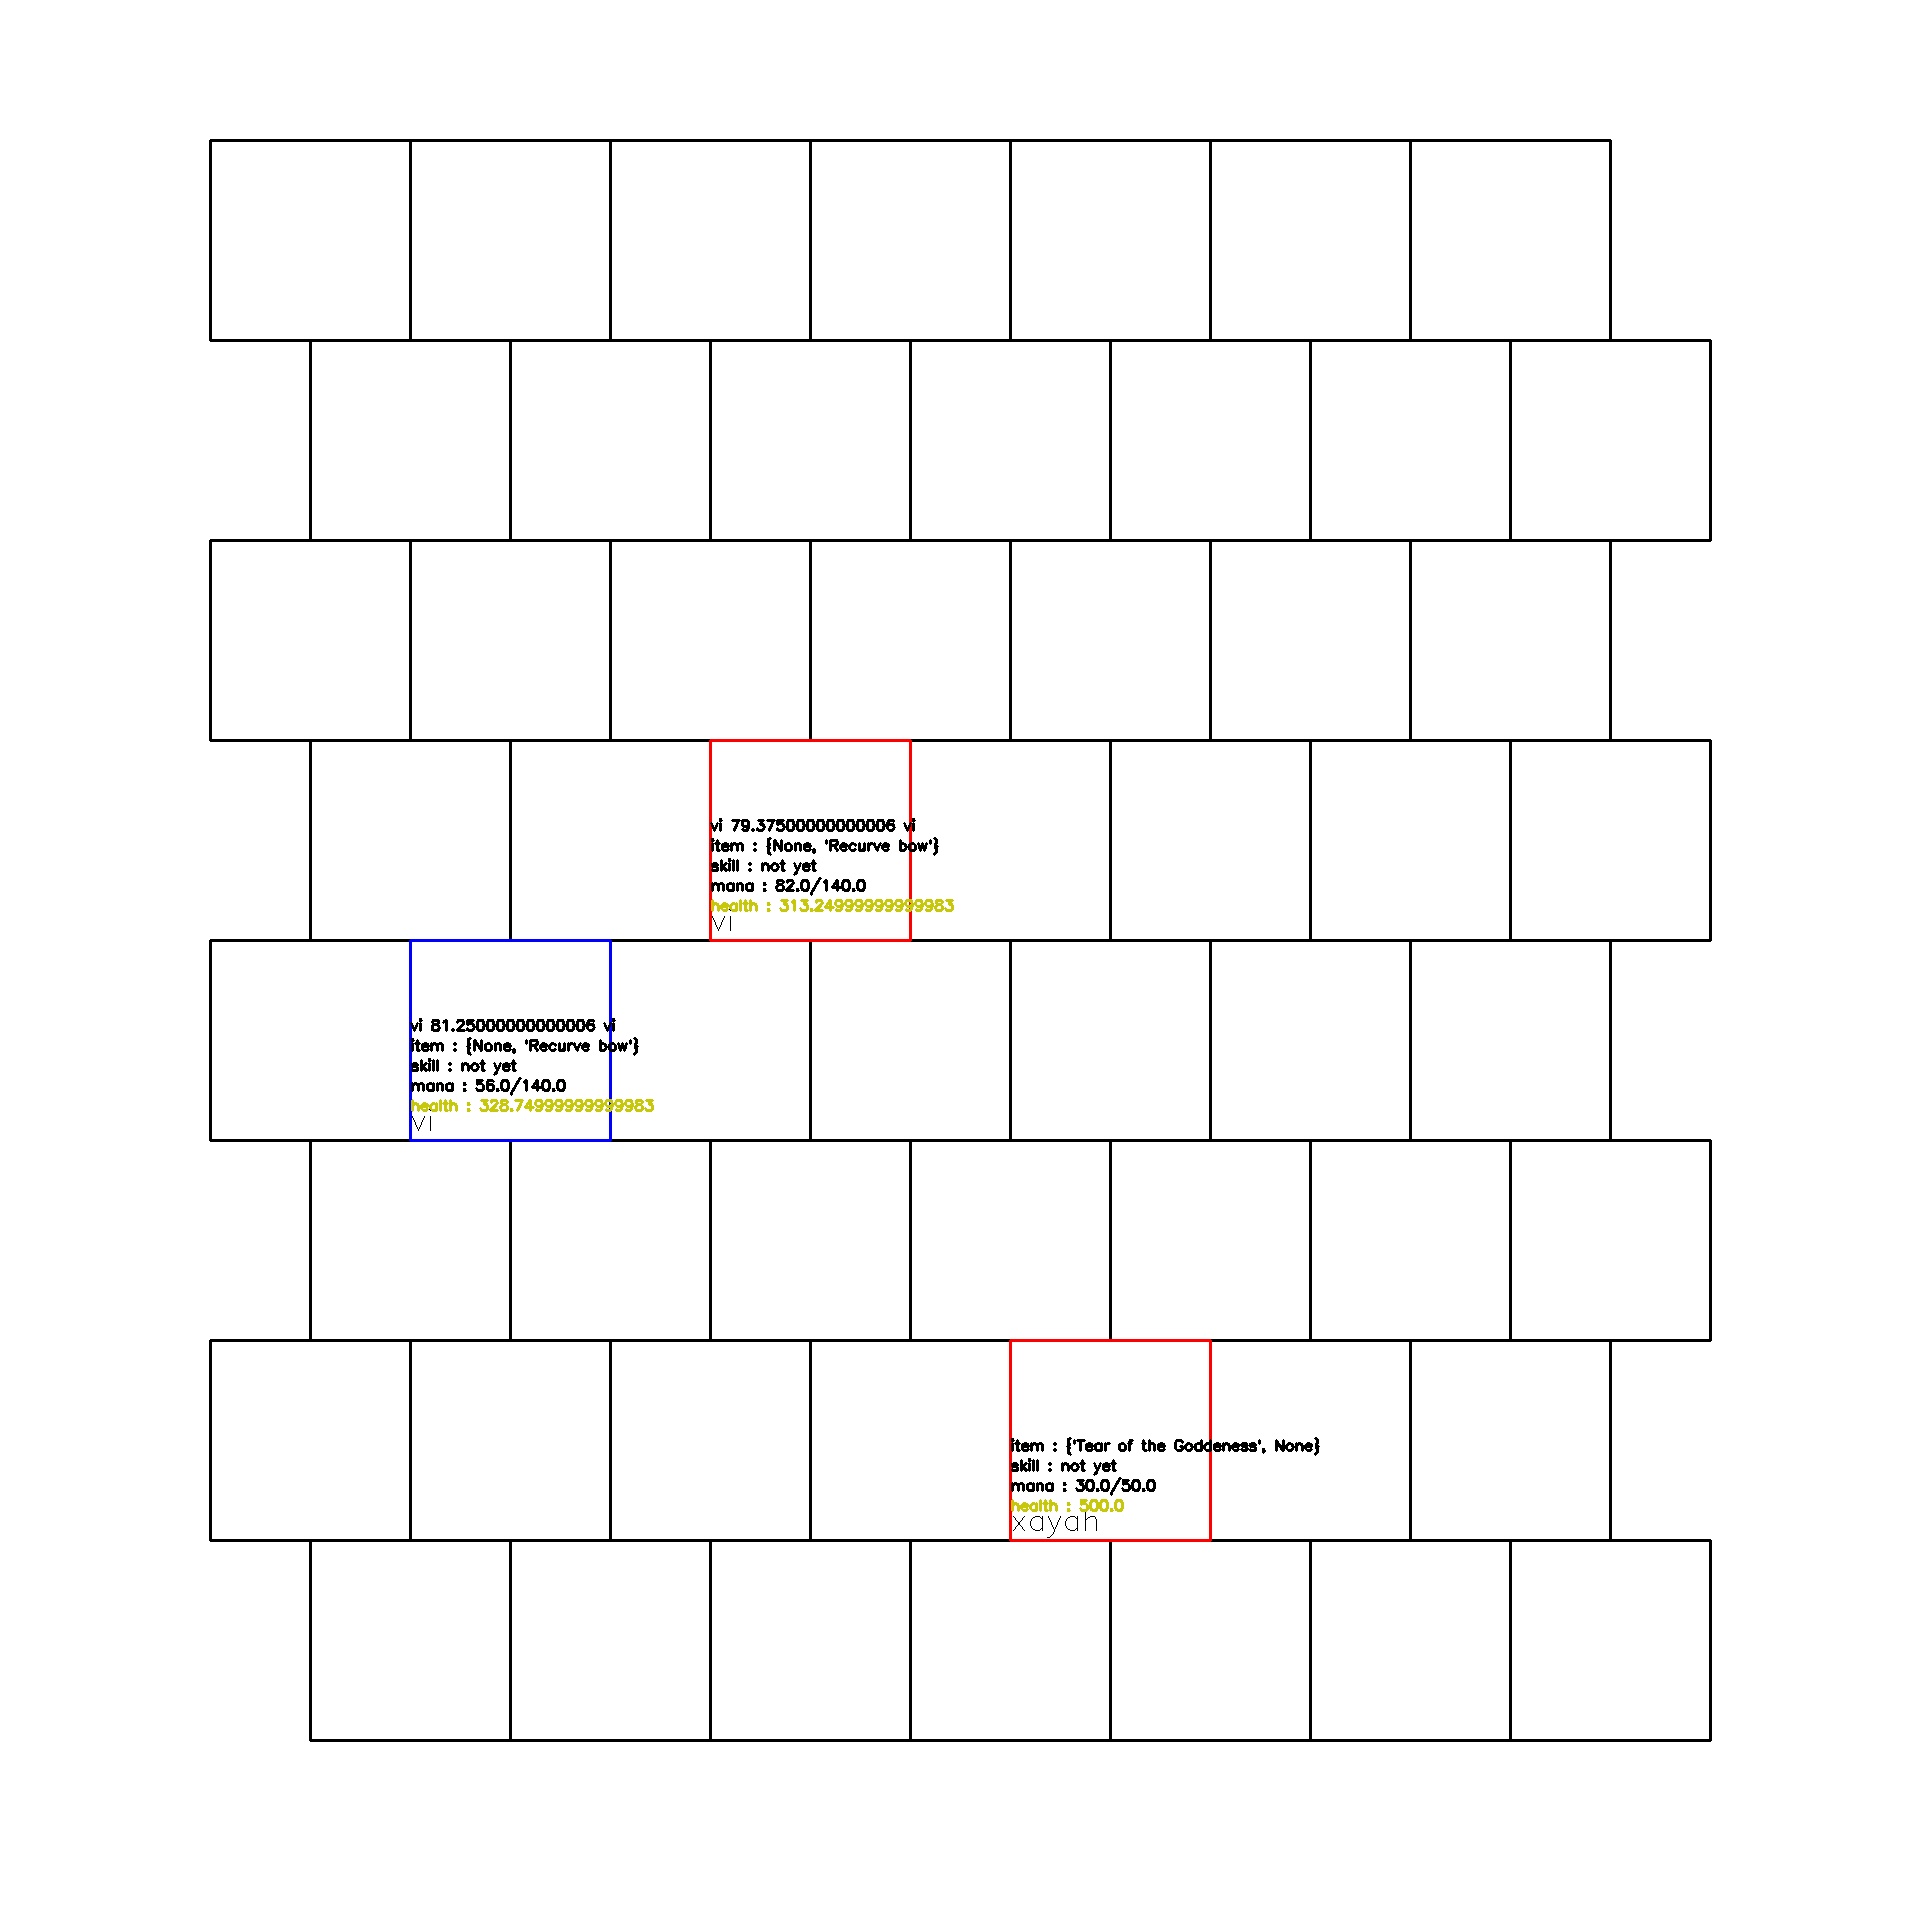 vi 79.37500000000006 vi
item : {None, 'Recurve bow'}
skill : not yet
mana : 82.0/140.0
health : 313.24999999999983
vi
vi 81.25000000000006 vi
item : {None, 'Recurve bow'}
skill : not yet
mana : 56.0/140.0
health : 328.74999999999983
vi
item : {'Tear of the Goddeness', None}
skill : not yet
mana : 30.0/50.0
health : 500.0
xayah